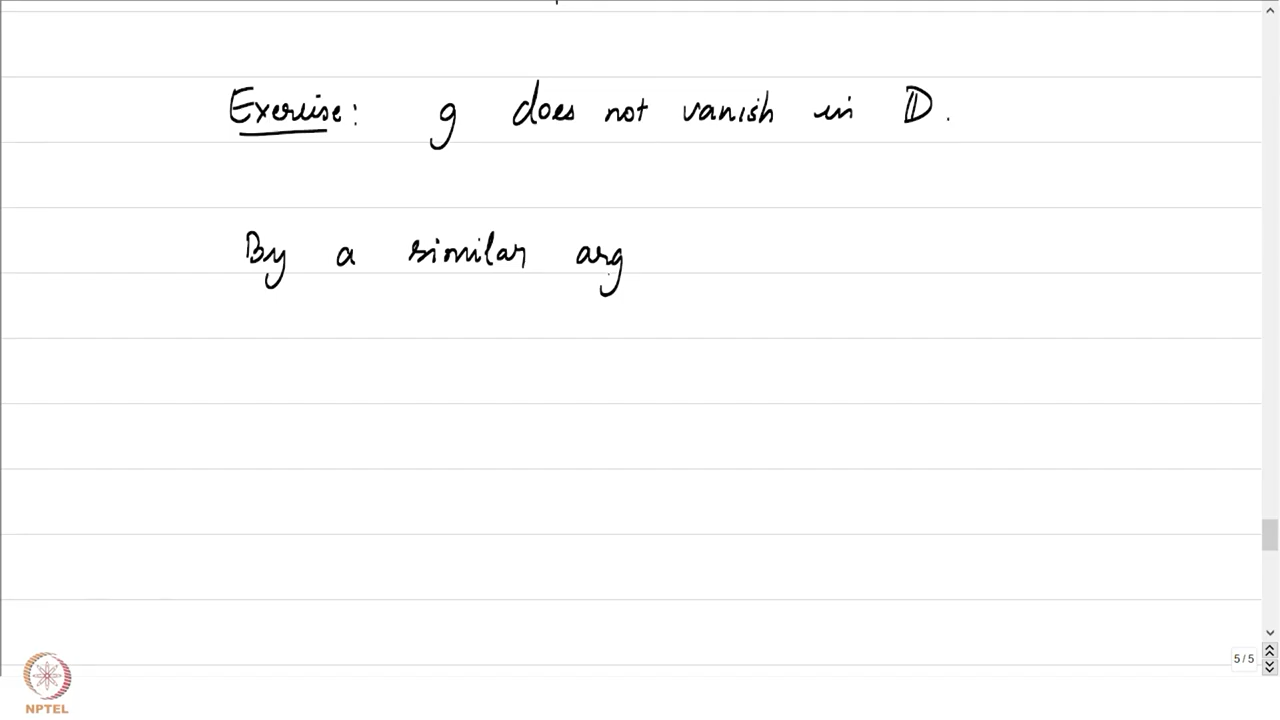 Exercise: g does not vanish in 𝔻.
By a similar arg
5/5
NPTEL